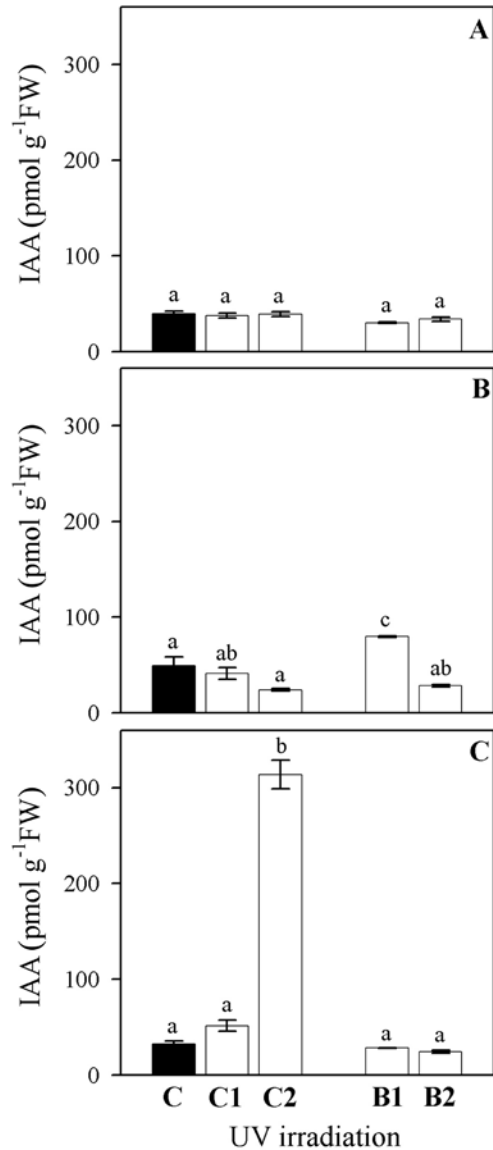 A
IAA (pmol g⁻¹FW)
300
200
100
0
a a a a a
B
IAA (pmol g⁻¹FW)
300
200
100
0
a ab a c ab
C
IAA (pmol g⁻¹FW)
300
200
100
0
a a b a a
C C1 C2 B1 B2
UV irradiation